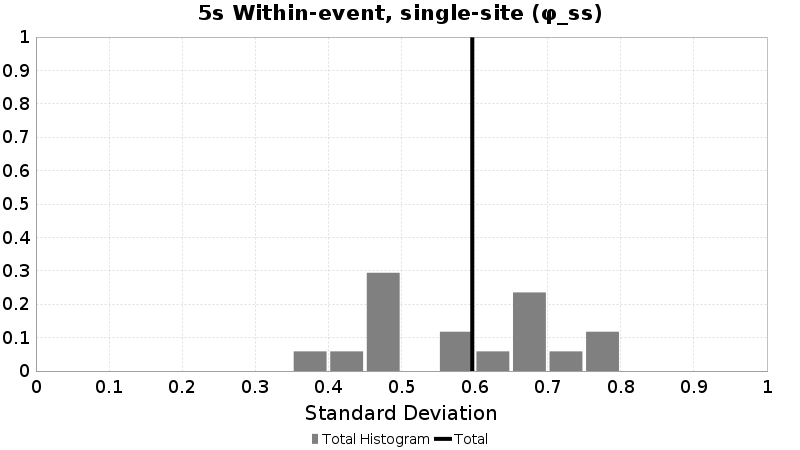 5s Within-event, single-site (φ_ss)
1
0.9
0.8
0.7
0.6
0.5
0.4
0.3
0.2
0.1
0
0 0.1 0.2 0.3 0.4 0.5 0.6 0.7 0.8 0.9 1
Standard Deviation
Total Histogram Total